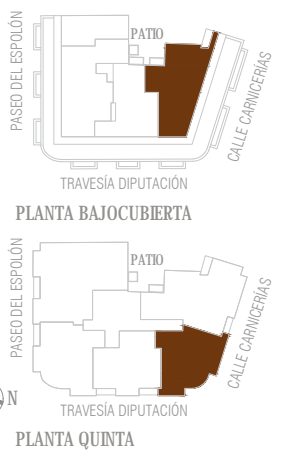 PATIO
PASEO DEL ESPOLÓN
CALLE CARNICERÍAS
TRAVESÍA DIPUTACIÓN
PLANTA BAJOCUBIERTA
PATIO
PASEO DEL ESPOLÓN
CALLE CARNICERÍAS
N
TRAVESÍA DIPUTACIÓN
PLANTA QUINTA